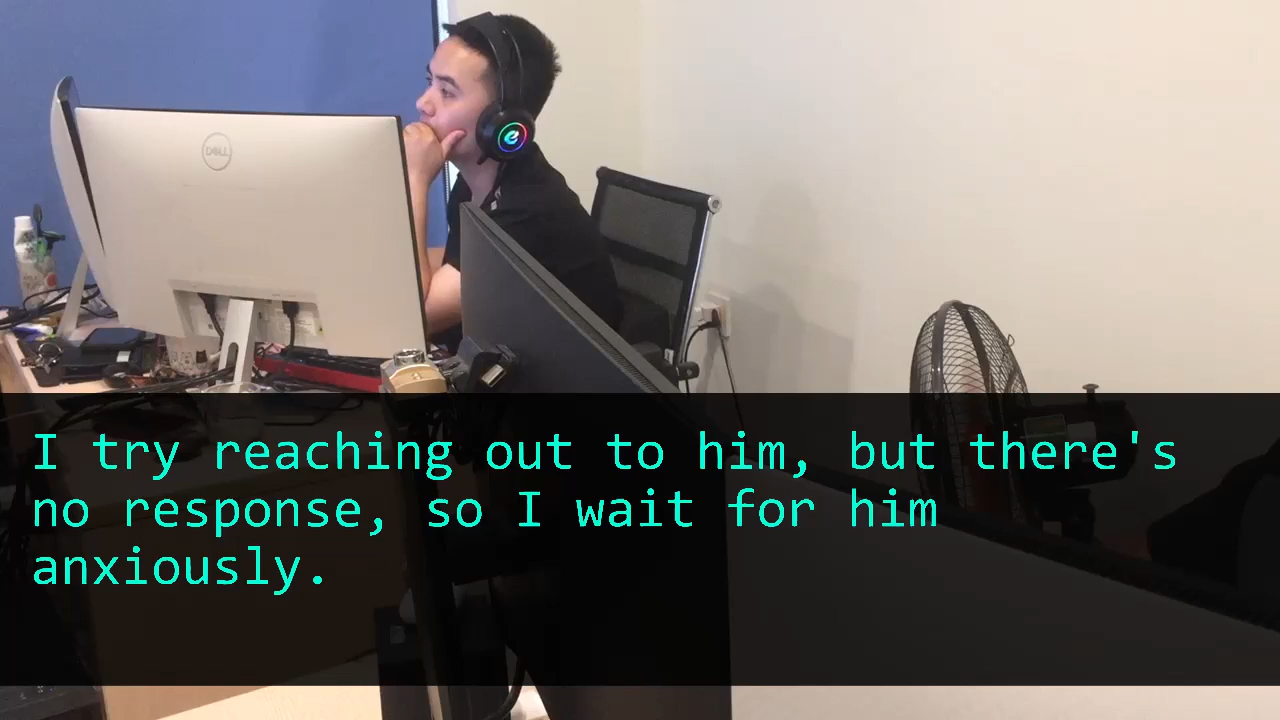 DELL
I try reaching out to him, but there's
no response, so I wait for him
anxiously.